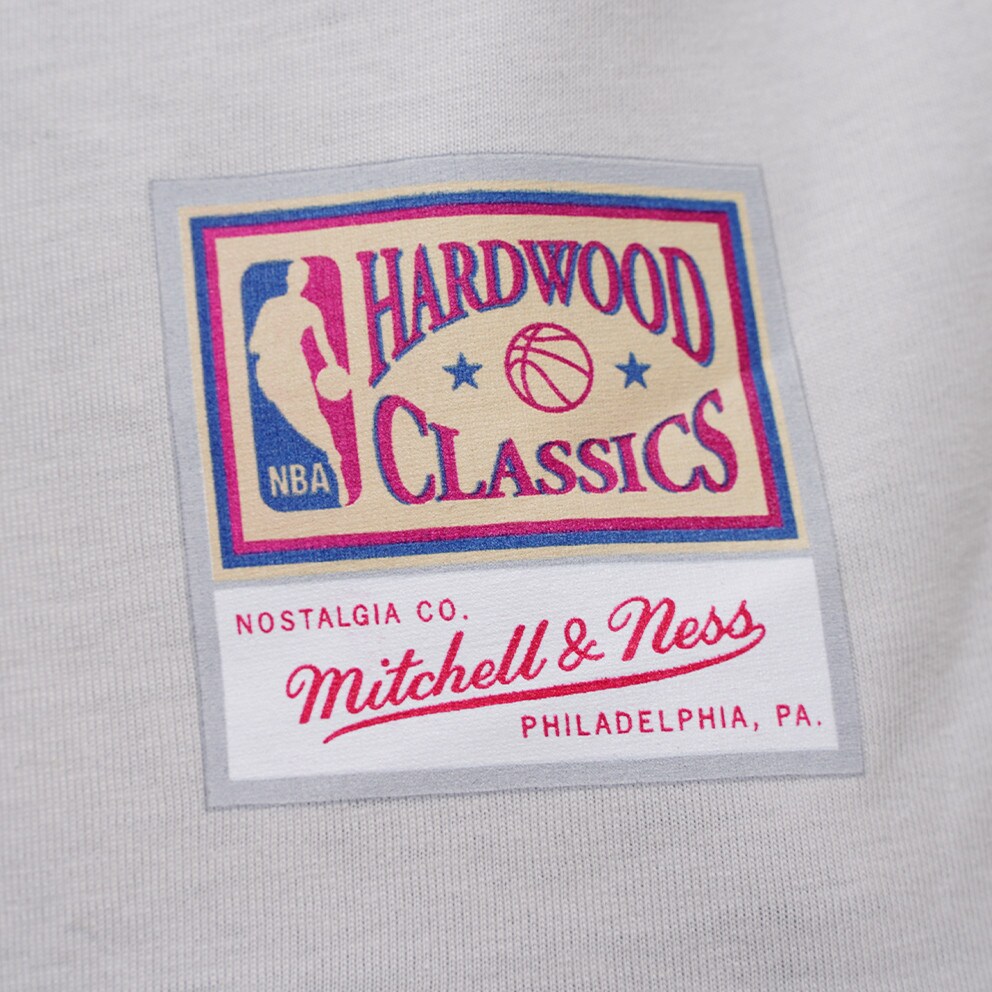 HARDWOOD
CLASSICS
NBA
NOSTALGIA CO.
Mitchell & Ness
PHILADELPHIA, PA.